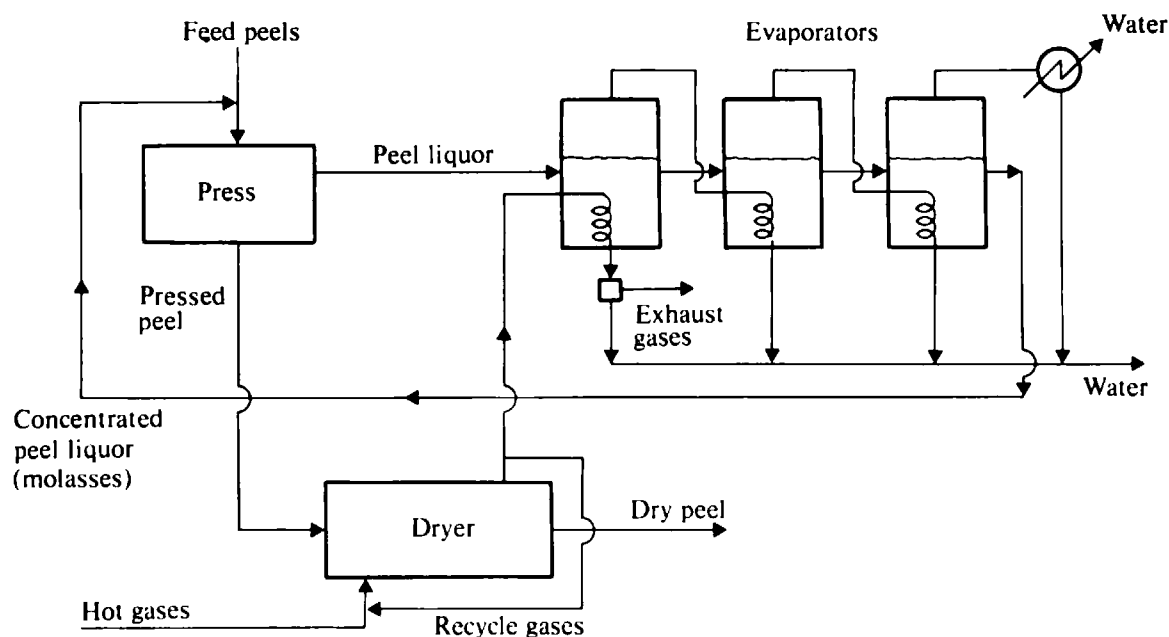 Feed peels
Evaporators
Water
Press
Peel liquor
Pressed
peel
Exhaust
gases
Water
Concentrated
peel liquor
(molasses)
Dryer
Dry peel
Hot gases
Recycle gases